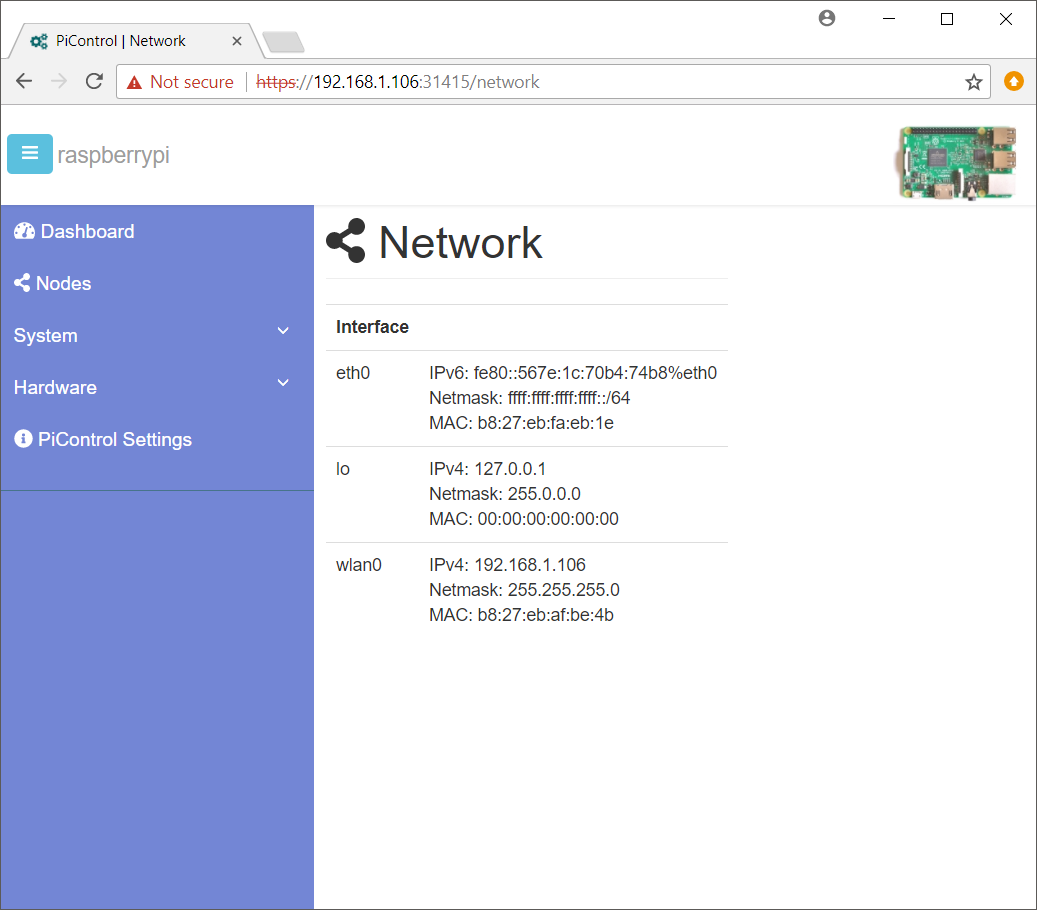 PiControl | Network
Not secure https://192.168.1.106:31415/network
raspberrypi
Dashboard
Nodes
System
Hardware
PiControl Settings
Network
Interface
eth0 IPv6: fe80::567e:1c:70b4:74b8%eth0
Netmask: ffff:ffff:ffff:ffff::/64
MAC: b8:27:eb:fa:eb:1e
lo IPv4: 127.0.0.1
Netmask: 255.0.0.0
MAC: 00:00:00:00:00:00
wlan0 IPv4: 192.168.1.106
Netmask: 255.255.255.0
MAC: b8:27:eb:af:be:4b